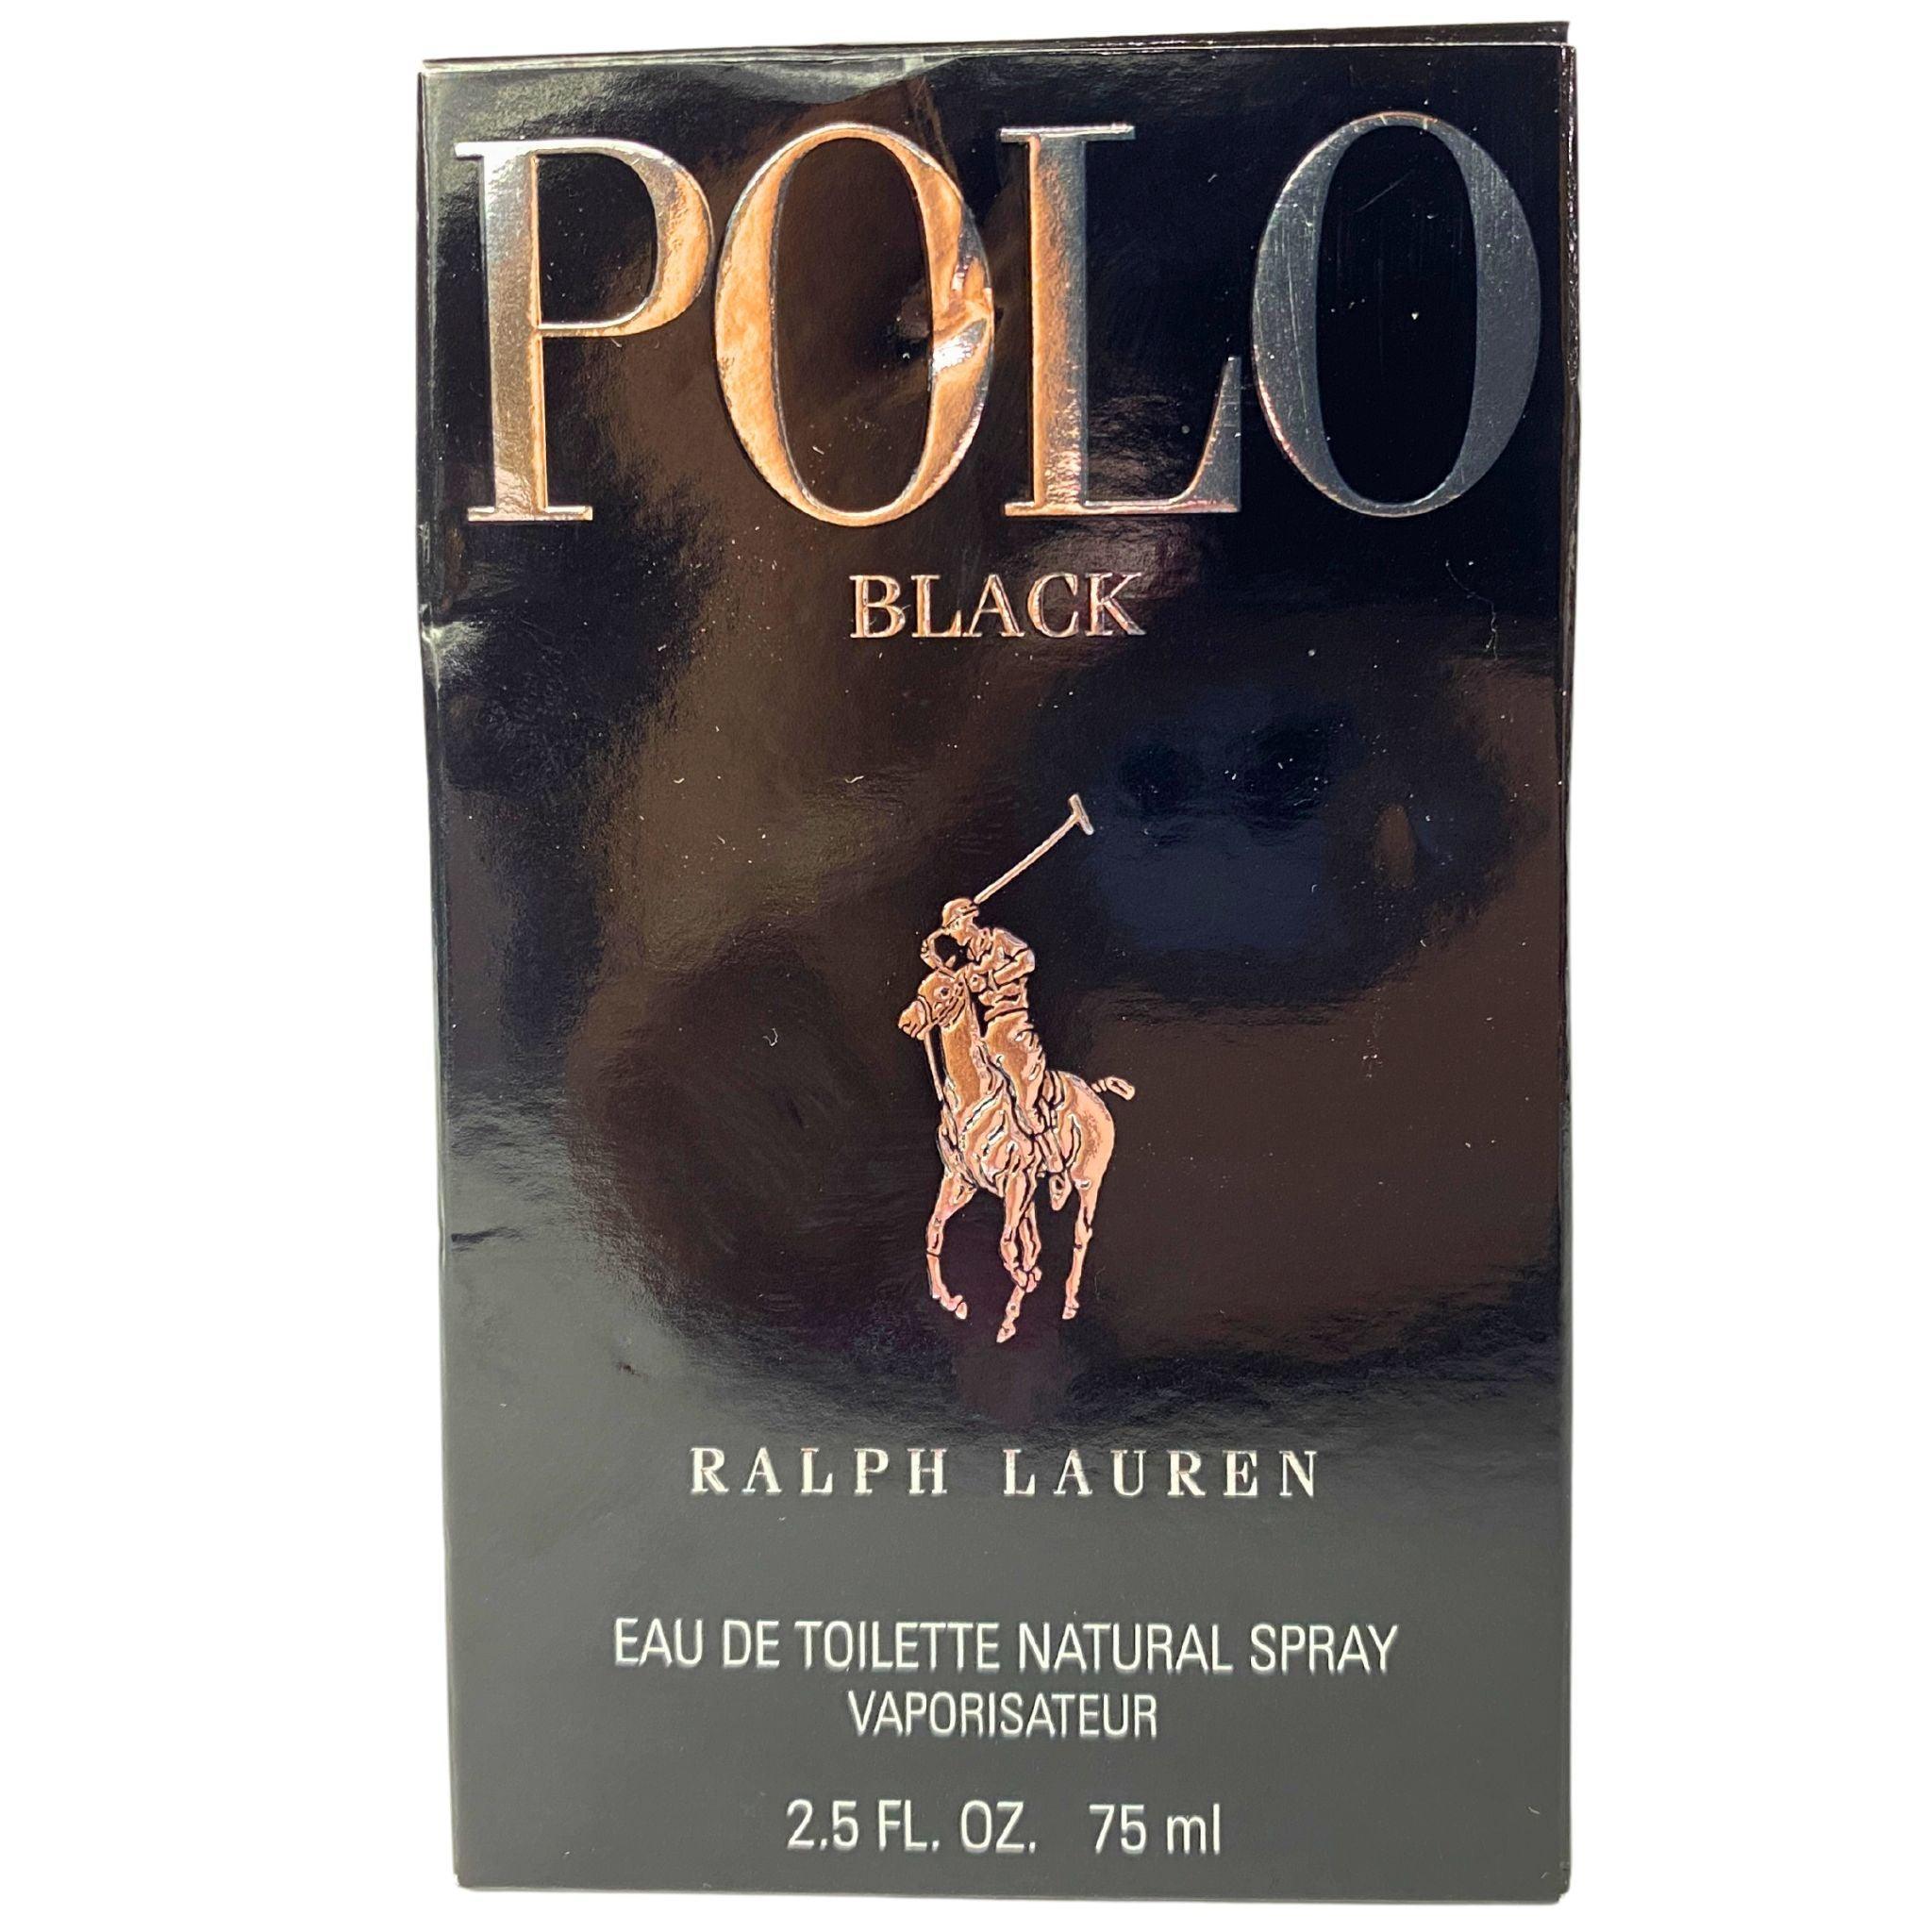 POLO
BLACK
RALPH LAUREN
EAU DE TOILETTE NATURAL SPRAY
VAPORISATEUR
2.5 FL. OZ. 75 ml